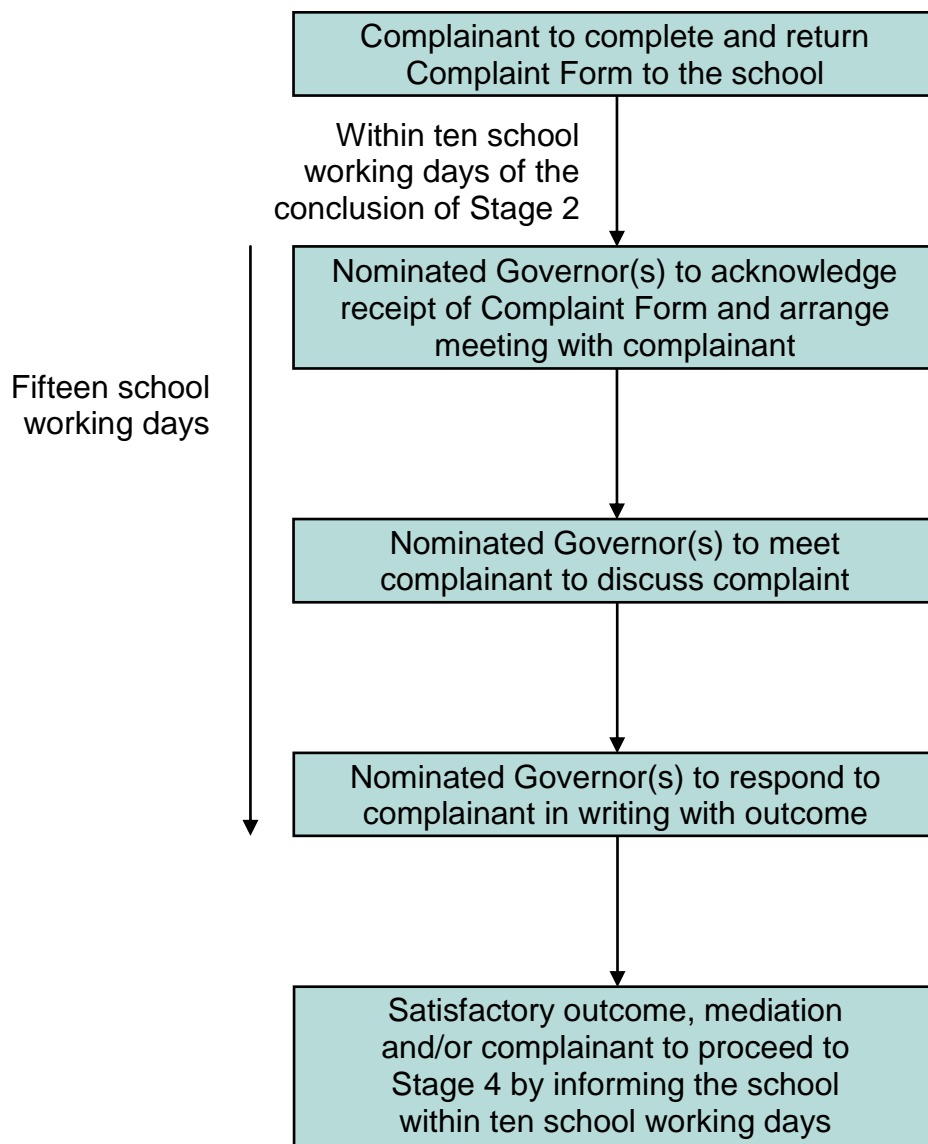 Complainant to complete and return
Complaint Form to the school
Within ten school
working days of the
conclusion of Stage 2
Nominated Governor(s) to acknowledge
receipt of Complaint Form and arrange
meeting with complainant
Fifteen school
working days
Nominated Governor(s) to meet
complainant to discuss complaint
Nominated Governor(s) to respond to
complainant in writing with outcome
Satisfactory outcome, mediation
and/or complainant to proceed to
Stage 4 by informing the school
within ten school working days